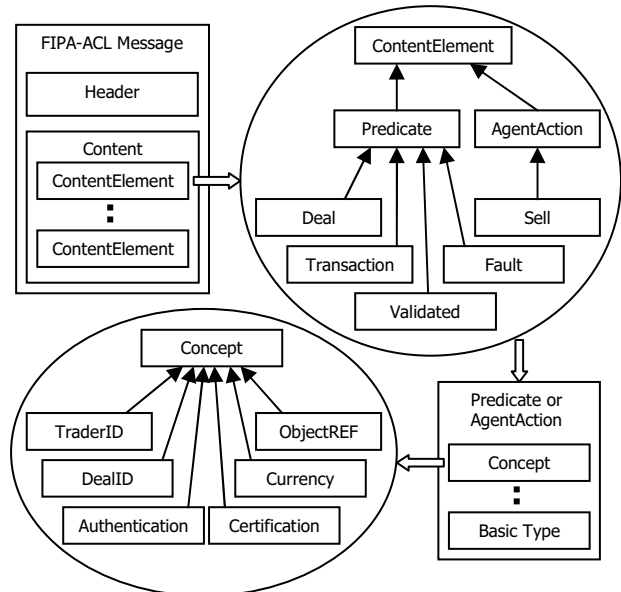 FIPA-ACL Message
Header
Content
ContentElement
ContentElement
ContentElement
Predicate
AgentAction
Deal
Sell
Transaction
Fault
Validated
Concept
TraderID
ObjectREF
DealID
Currency
Authentication
Certification
Predicate or
AgentAction
Concept
Basic Type